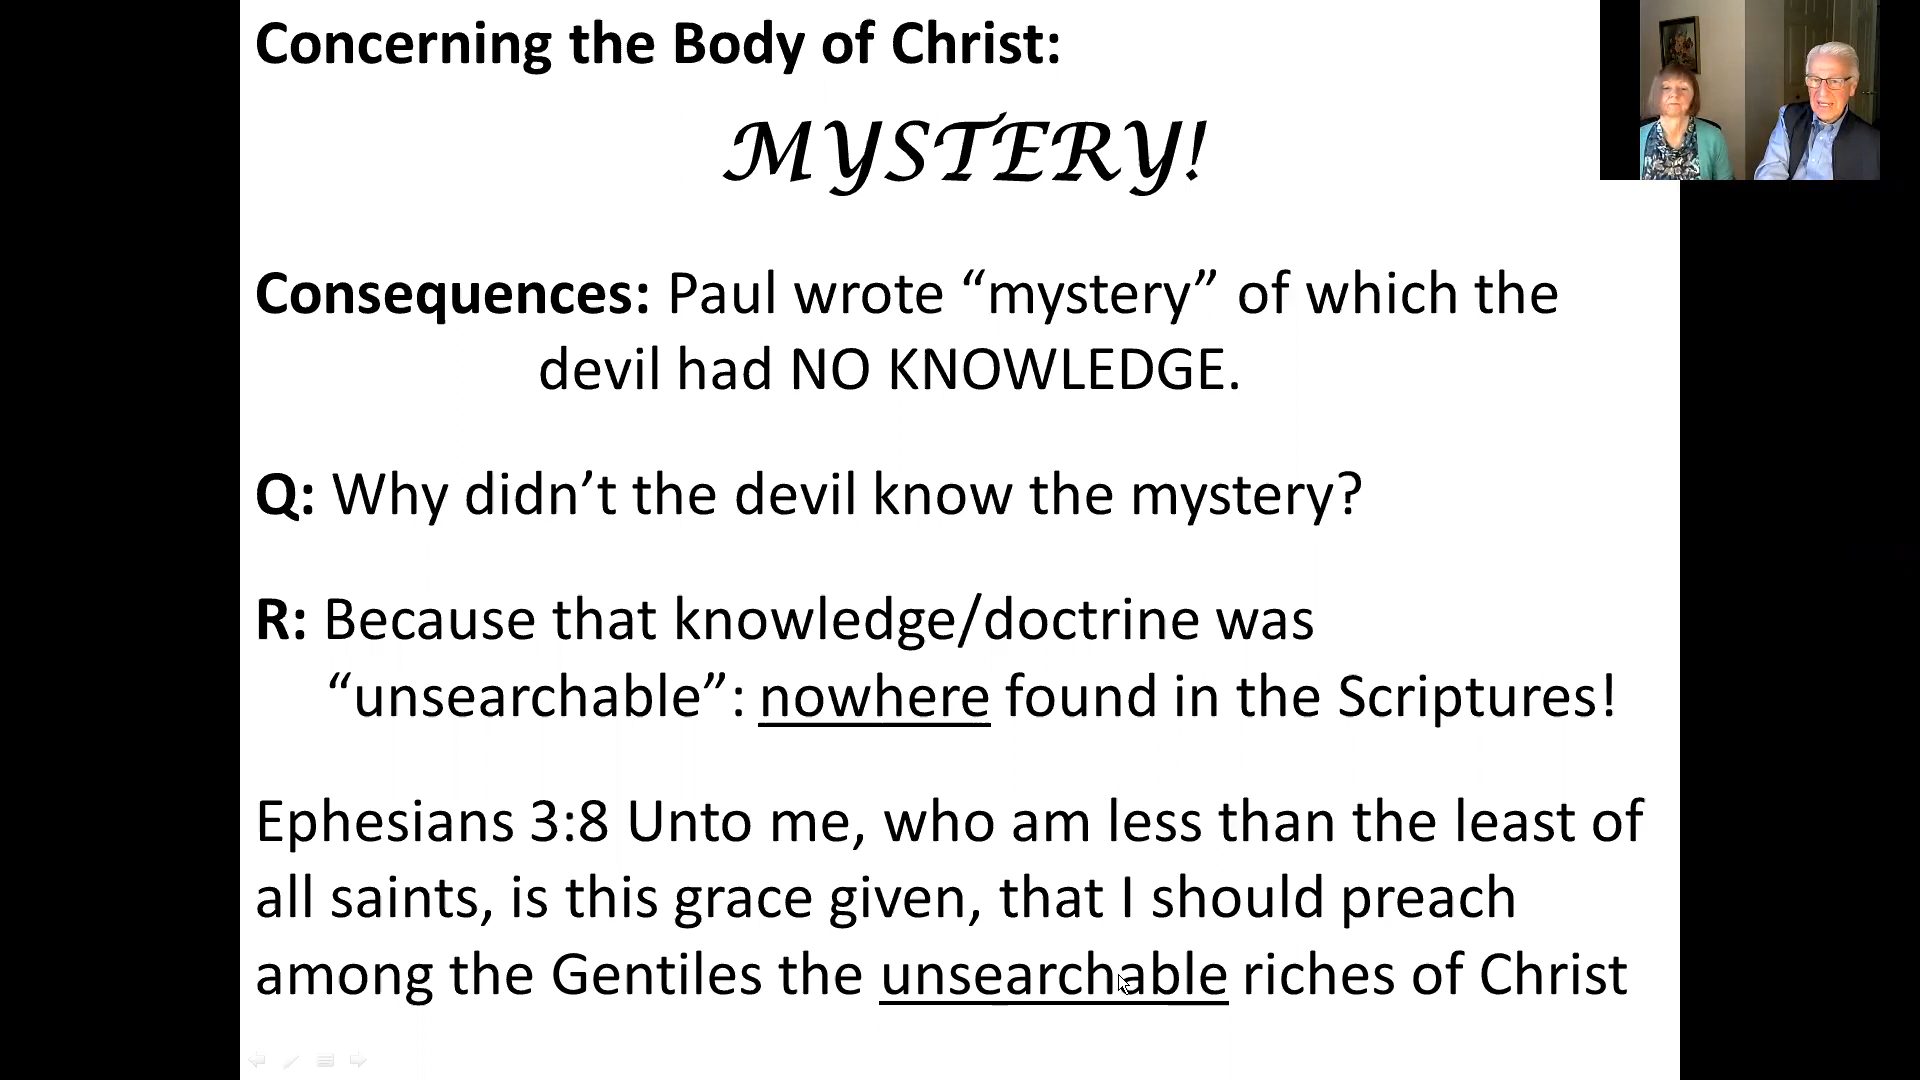 Concerning the Body of Christ:
MYSTERY!
Consequences: Paul wrote “mystery” of which the
devil had NO KNOWLEDGE.
Q: Why didn’t the devil know the mystery?
R: Because that knowledge/doctrine was
“unsearchable”: nowhere found in the Scriptures!
Ephesians 3:8 Unto me, who am less than the least of
all saints, is this grace given, that I should preach
among the Gentiles the unsearchable riches of Christ